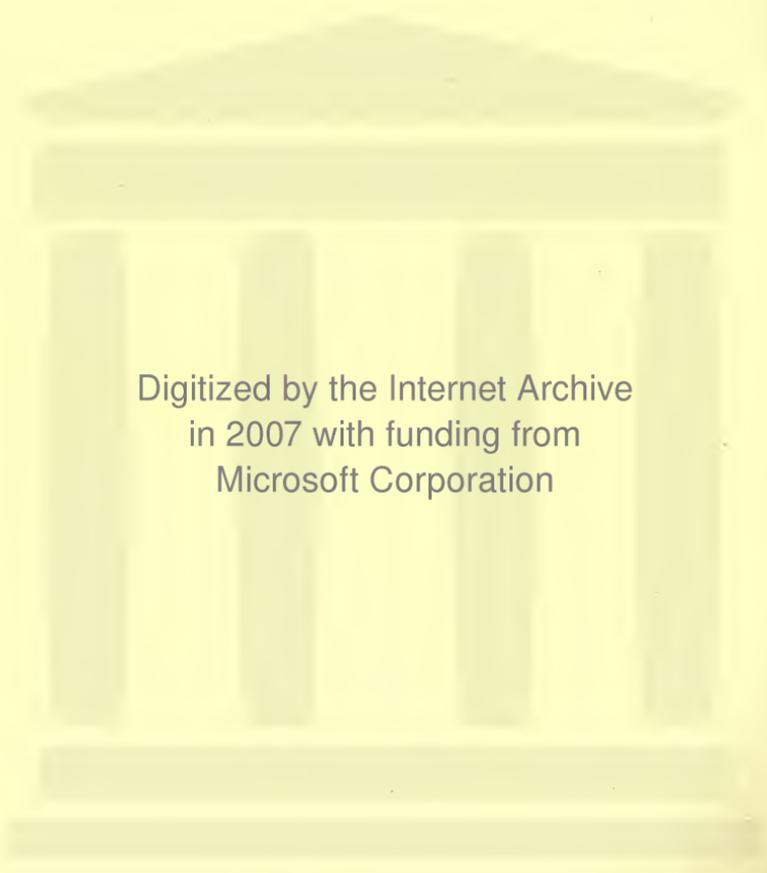 Digitized by the Internet Archive
in 2007 with funding from
Microsoft Corporation